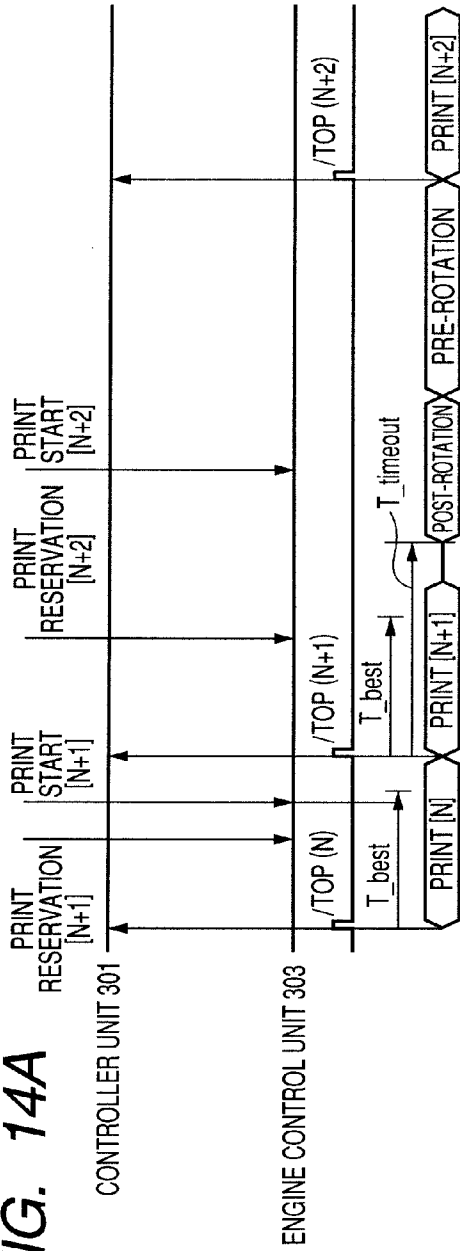 IG. 14A
PRINT
RESERVATION
[N+1]
PRINT
START
[N+1]
PRINT
RESERVATION
[N+2]
PRINT
START
[N+2]
CONTROLLER UNIT 301
ENGINE CONTROL UNIT 303
/TOP (N)
/TOP (N+1)
/TOP (N+2)
T_best
T_best
T_timeout
PRINT [N]
PRINT [N+1]
POST-ROTATION
PRE-ROTATION
PRINT [N+2]